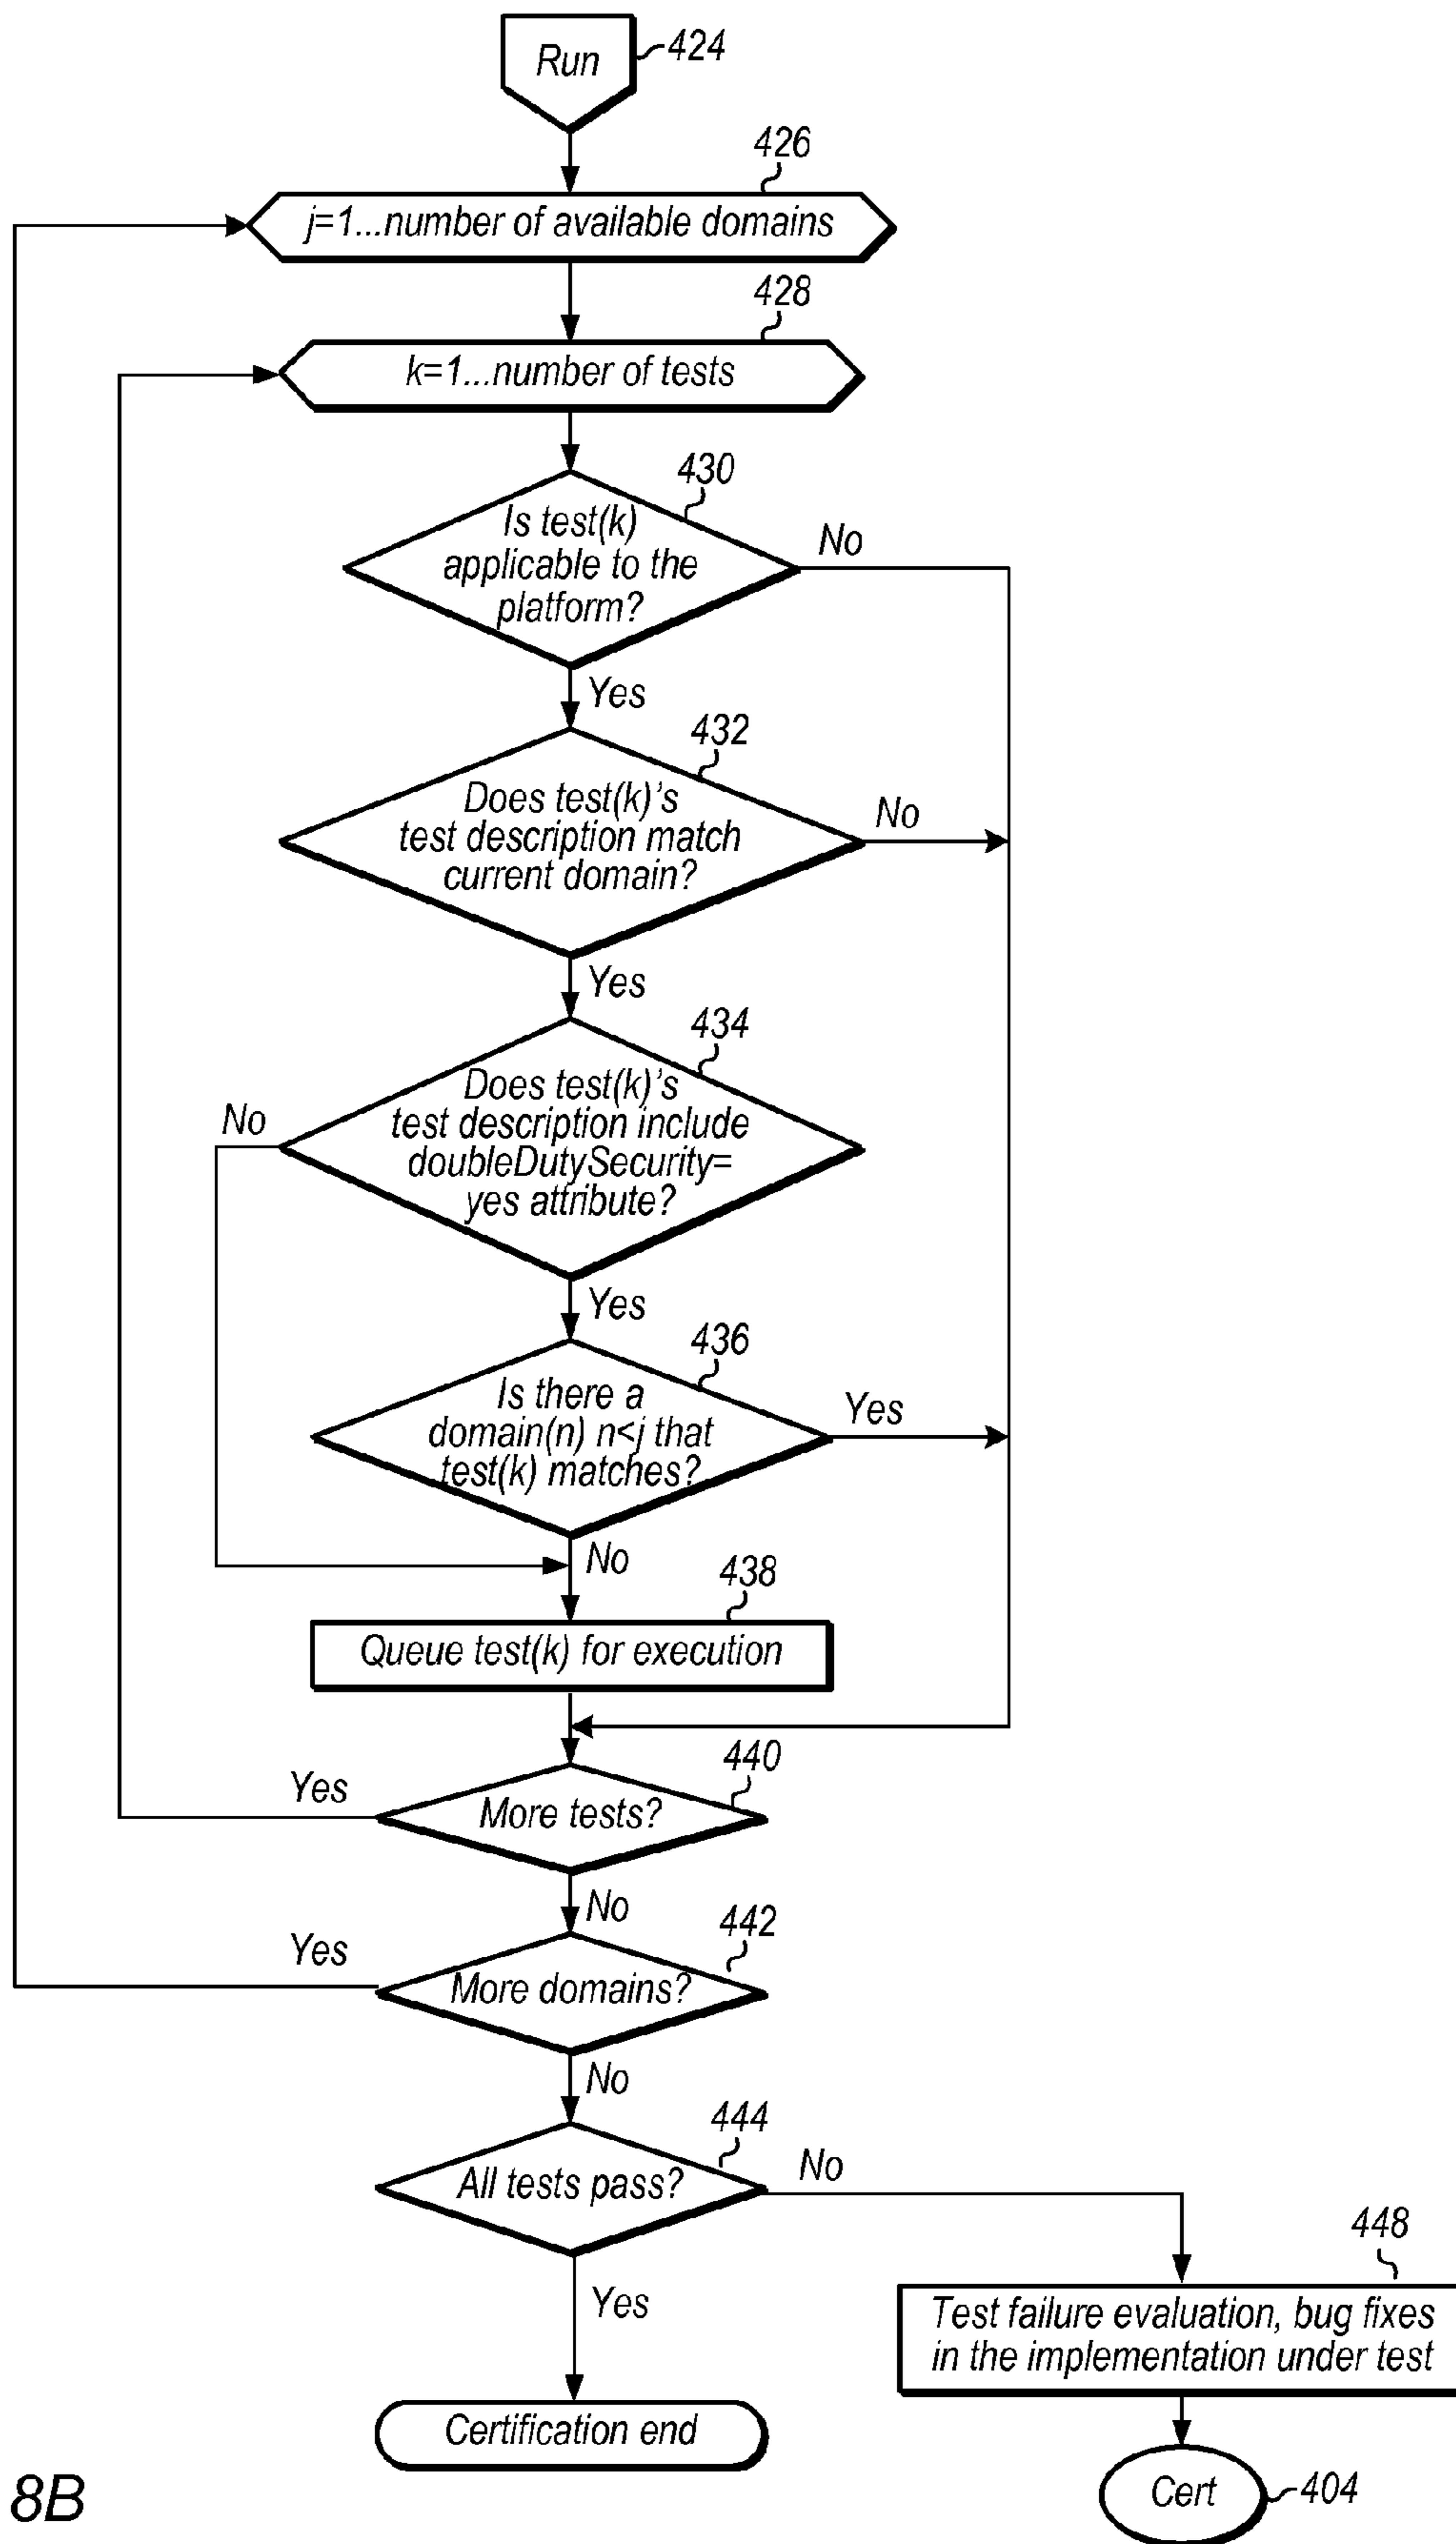 Run
424
426
j=1...number of available domains
428
k=1...number of tests
430
Is test(k)
applicable to the
platform?
No
Yes
432
Does test(k)'s
test description match
current domain?
No
Yes
434
Does test(k)'s
test description include
doubleDutySecurity=
yes attribute?
No
Yes
436
Is there a
domain(n) n<j that
test(k) matches?
Yes
No
438
Queue test(k) for execution
440
More tests?
Yes
No
442
More domains?
Yes
No
444
All tests pass?
No
Yes
448
Test failure evaluation, bug fixes
in the implementation under test
Certification end
Cert
404
8B